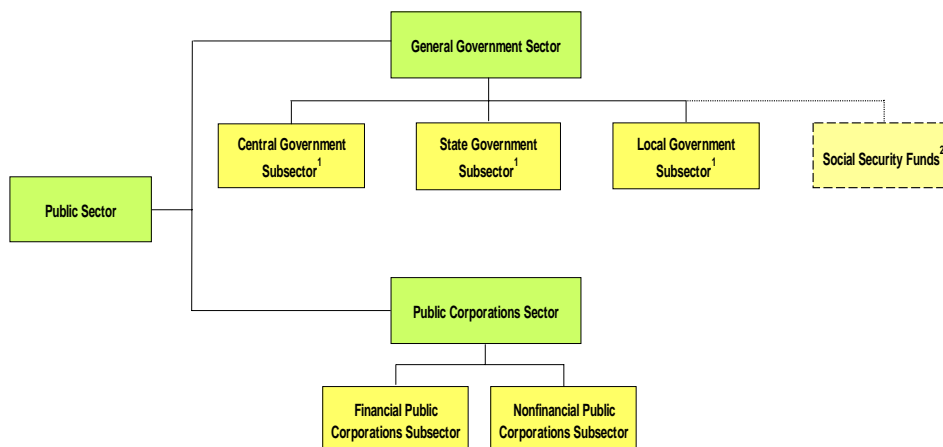 General Government Sector
Central Government
Subsector1
State Government
Subsector1
Local Government
Subsector1
Social Security Funds2
Public Sector
Public Corporations Sector
Financial Public
Corporations Subsector
Nonfinancial Public
Corporations Subsector